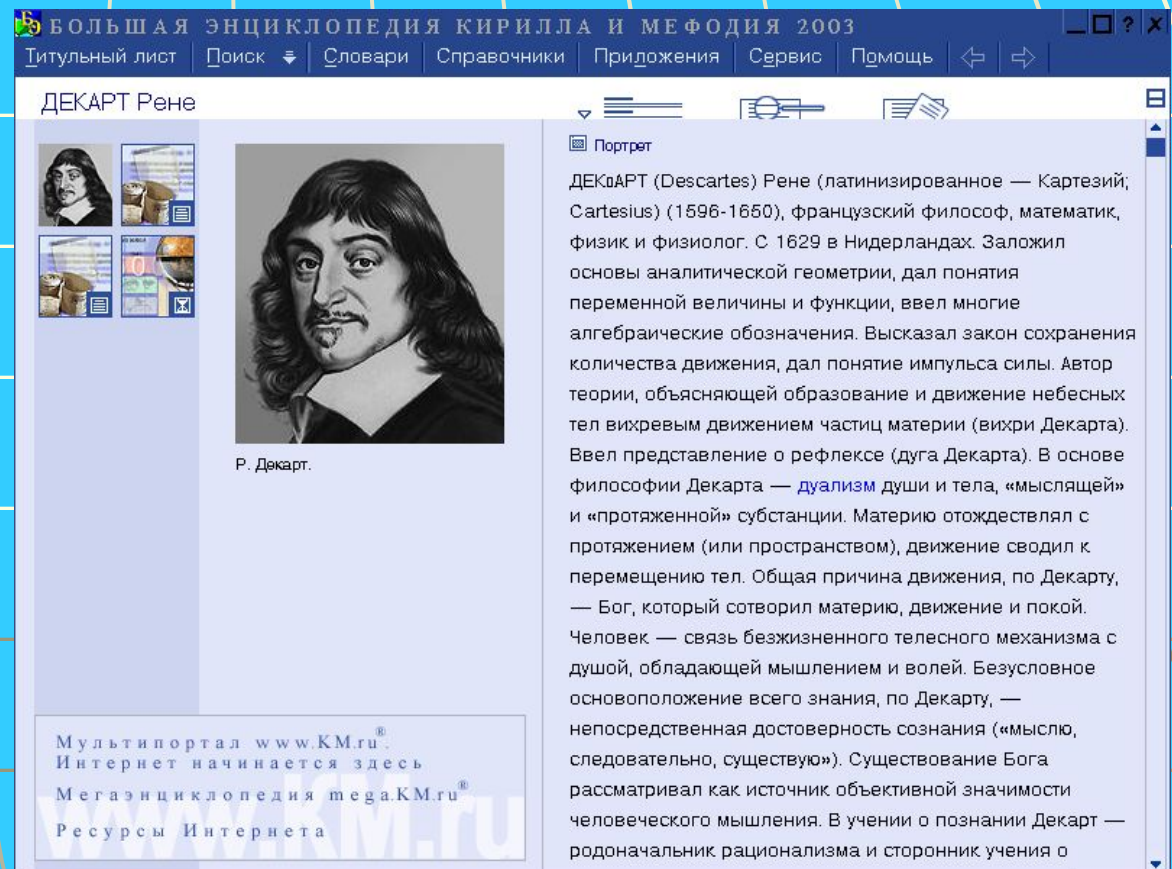 БОЛЬШАЯ ЭНЦИКЛОПЕДИЯ КИРИЛЛА И МЕФОДИЯ 2003
Титульный лист Поиск Словари Справочники Приложения Сервис Помощь
ДЕКАРТ Рене
Р. Декарт.
Мультипортал www.KM.ru®.
Интернет начинается здесь
Мегаэнциклопедия mega.KM.ru®
Ресурсы Интернета
www.KM.ru
Портрет
ДЕК¤АРТ (Descartes) Рене (латинизированное — Картезий;
Cartesius) (1596-1650), французский философ, математик,
физик и физиолог. С 1629 в Нидерландах. Заложил
основы аналитической геометрии, дал понятия
переменной величины и функции, ввел многие
алгебраические обозначения. Высказал закон сохранения
количества движения, дал понятие импульса силы. Автор
теории, объясняющей образование и движение небесных
тел вихревым движением частиц материи (вихри Декарта).
Ввел представление о рефлексе (дуга Декарта). В основе
философии Декарта — дуализм души и тела, «мыслящей»
и «протяженной» субстанции. Материю отождествлял с
протяжением (или пространством), движение сводил к
перемещению тел. Общая причина движения, по Декарту,
— Бог, который сотворил материю, движение и покой.
Человек — связь безжизненного телесного механизма с
душой, обладающей мышлением и волей. Безусловное
основоположение всего знания, по Декарту, —
непосредственная достоверность сознания («мыслю,
следовательно, существую»). Существование Бога
рассматривал как источник объективной значимости
человеческого мышления. В учении о познании Декарт —
родоначальник рационализма и сторонник учения о